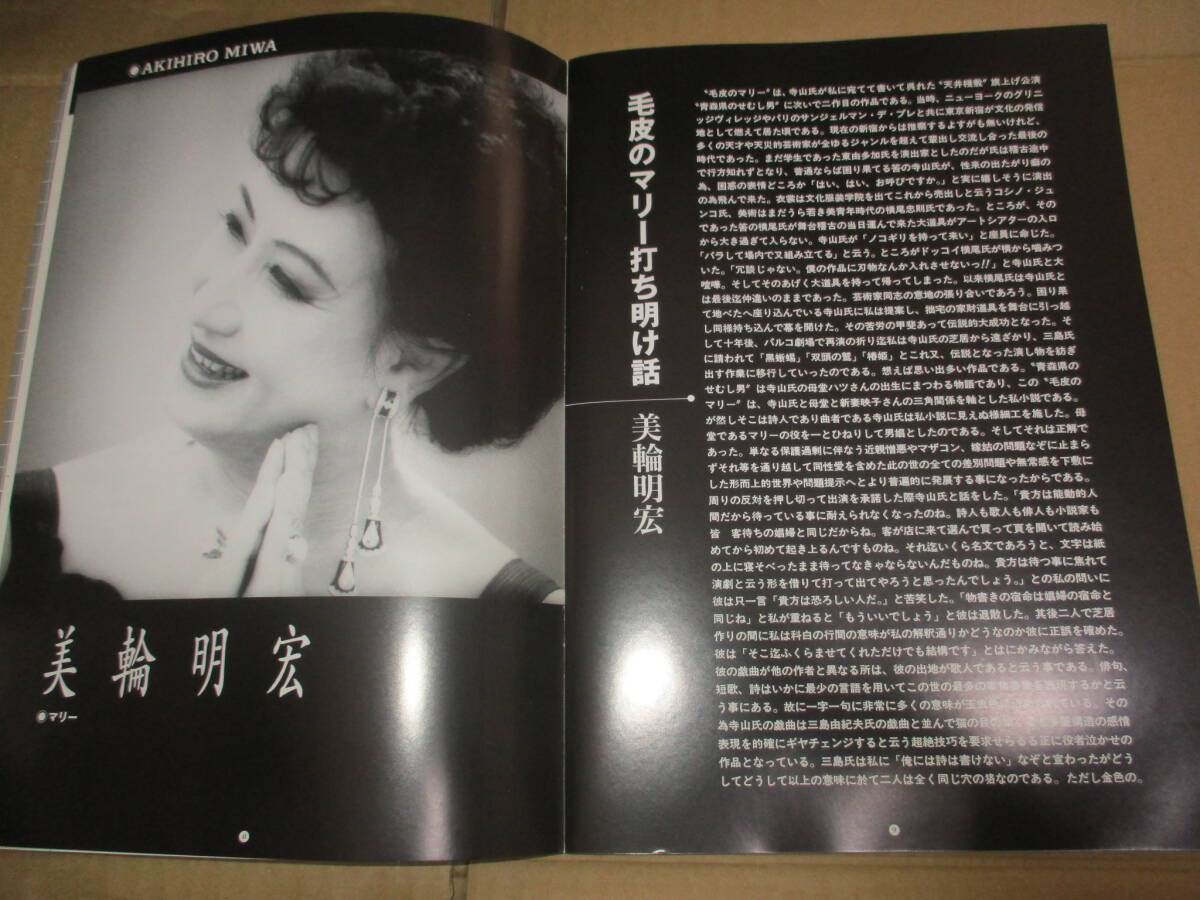 ●AKIHIRO MIWA
美輪明宏
●マリー
8
毛皮のマリー打ち明け話
美輪明宏
〝毛皮のマリー〟は、寺山氏が私に宛てて書いて呉れた〝天井桟敷〟旗上げ公演
〝青森県のせむし男〟に次いで二作目の作品である。当時、ニューヨークのグリニ
ッジヴィレッジやパリのサンジェルマン・デ・プレと共に東京新宿が文化の発信
地として燃えて居た頃である。現在の新宿からは推察するよすがも無いけれど、
多くの天才や天災的芸術家が全ゆるジャンルを超えて輩出し交流し合った最後の
時代であった。まだ学生であった東由多加氏を演出家としたのだが氏は稽古途中
で行方知れずとなり、普通ならば困り果てる筈の寺山氏が、性来の出たがり癖の
為、困惑の表情どころか「はい、はい、お呼びですか。」と実に嬉しそうに演出
の為飛んで来た。衣裳は文化服装学院を出てこれから売出しと云うコシノ・ジュ
ンコ氏、美術はまだうら若き美青年時代の横尾忠則氏であった。ところが、その
であった筈の横尾氏が舞台稽古の当日運んで来た大道具がアートシアターの入口
から大き過ぎて入らない。寺山氏が「ノコギリを持って来い」と座員に命じた。
「バラして場内で又組み立てる」と云う。ところがドッコイ横尾氏が横から噛みつ
いた。「冗談じゃない。僕の作品に刃物なんか入れさせないっ!!」と寺山氏と大
喧嘩。そしてそのあげく大道具を持って帰ってしまった。以来横尾氏は寺山氏と
は最後迄仲違いのままであった。芸術家同志の意地の張り合いであろう。困り果
て地べたへ座り込んでいる寺山氏に私は提案し、拙宅の家財道具を舞台に引っ越
し同様持ち込んで幕を開けた。その苦労の甲斐あって伝説的大成功となった。そ
して十年後、パルコ劇場で再演の折り迄私は寺山氏の芝居から遠ざかり、三島氏
に請われて「黒蜥蜴」「双頭の鷲」「椿姫」とこれ又、伝説となった演し物を紡ぎ
出す作業に移行していったのである。想えば思い出多い作品である。〝青森県の
せむし男〟は寺山氏の母堂ハツさんの出生にまつわる物語であり、この〝毛皮の
マリー〟は、寺山氏と母堂と新妻映子さんの三角関係を軸とした私小説である。
が然しそこは詩人であり曲者である寺山氏は私小説に見えぬ様細工を施した。母
堂であるマリーの役を一とひねりして男娼としたのである。そしてそれは正解で
あった。単なる保護過剰に伴なう近親憎悪やマザコン、嫁姑の問題なぞに止まら
ずそれ等を通り越して同性愛を含めた此の世の全ての差別問題や無常感を下敷に
した形而上的世界や問題提示へとより普遍的に発展する事になったからである。
周りの反対を押し切って出演を承諾した際寺山氏と話をした。「貴方は能動的人
間だから待っている事に耐えられなくなったのね。詩人も歌人も俳人も小説家も
皆 客待ちの娼婦と同じだからね。客が店に来て選んで買って頁を開いて読み始
めてから初めて起き上るんですものね。それ迄いくら名文であろうと、文字は紙
の上に寝そべったまま待ってなきゃならないんだものね。貴方は待つ事に焦れて
演劇と云う形を借りて打って出てやろうと思ったんでしょう。」との私の問いに
彼は只一言「貴方は恐ろしい人だ。」と苦笑した。「物書きの宿命は娼婦の宿命と
同じね」と私が重ねると「もういいでしょう」と彼は退散した。其後二人で芝居
作りの間に私は科白の行間の意味が私の解釈通りかどうなのか彼に正誤を確めた。
彼は「そこ迄ふくらませてくれただけでも結構です」とはにかみながら答えた。
彼の戯曲が他の作者と異なる所は、彼の出地が歌人であると云う事である。俳句、
短歌、詩はいかに最少の言語を用いてこの世の最多の
う事にある。故に一字一句に非常に多くの意味が ている。その
為寺山氏の戯曲は三島由紀夫氏の戯曲と並んで猫の目の 構造の感情
表現を的確にギヤチェンジすると云う超絶技巧を要求せらるる正に役者泣かせの
作品となっている。三島氏は私に「俺には詩は書けない」なぞと宣わったがどう
してどうして以上の意味に於て二人は全く同じ穴の狢なのである。ただし金色の。
9